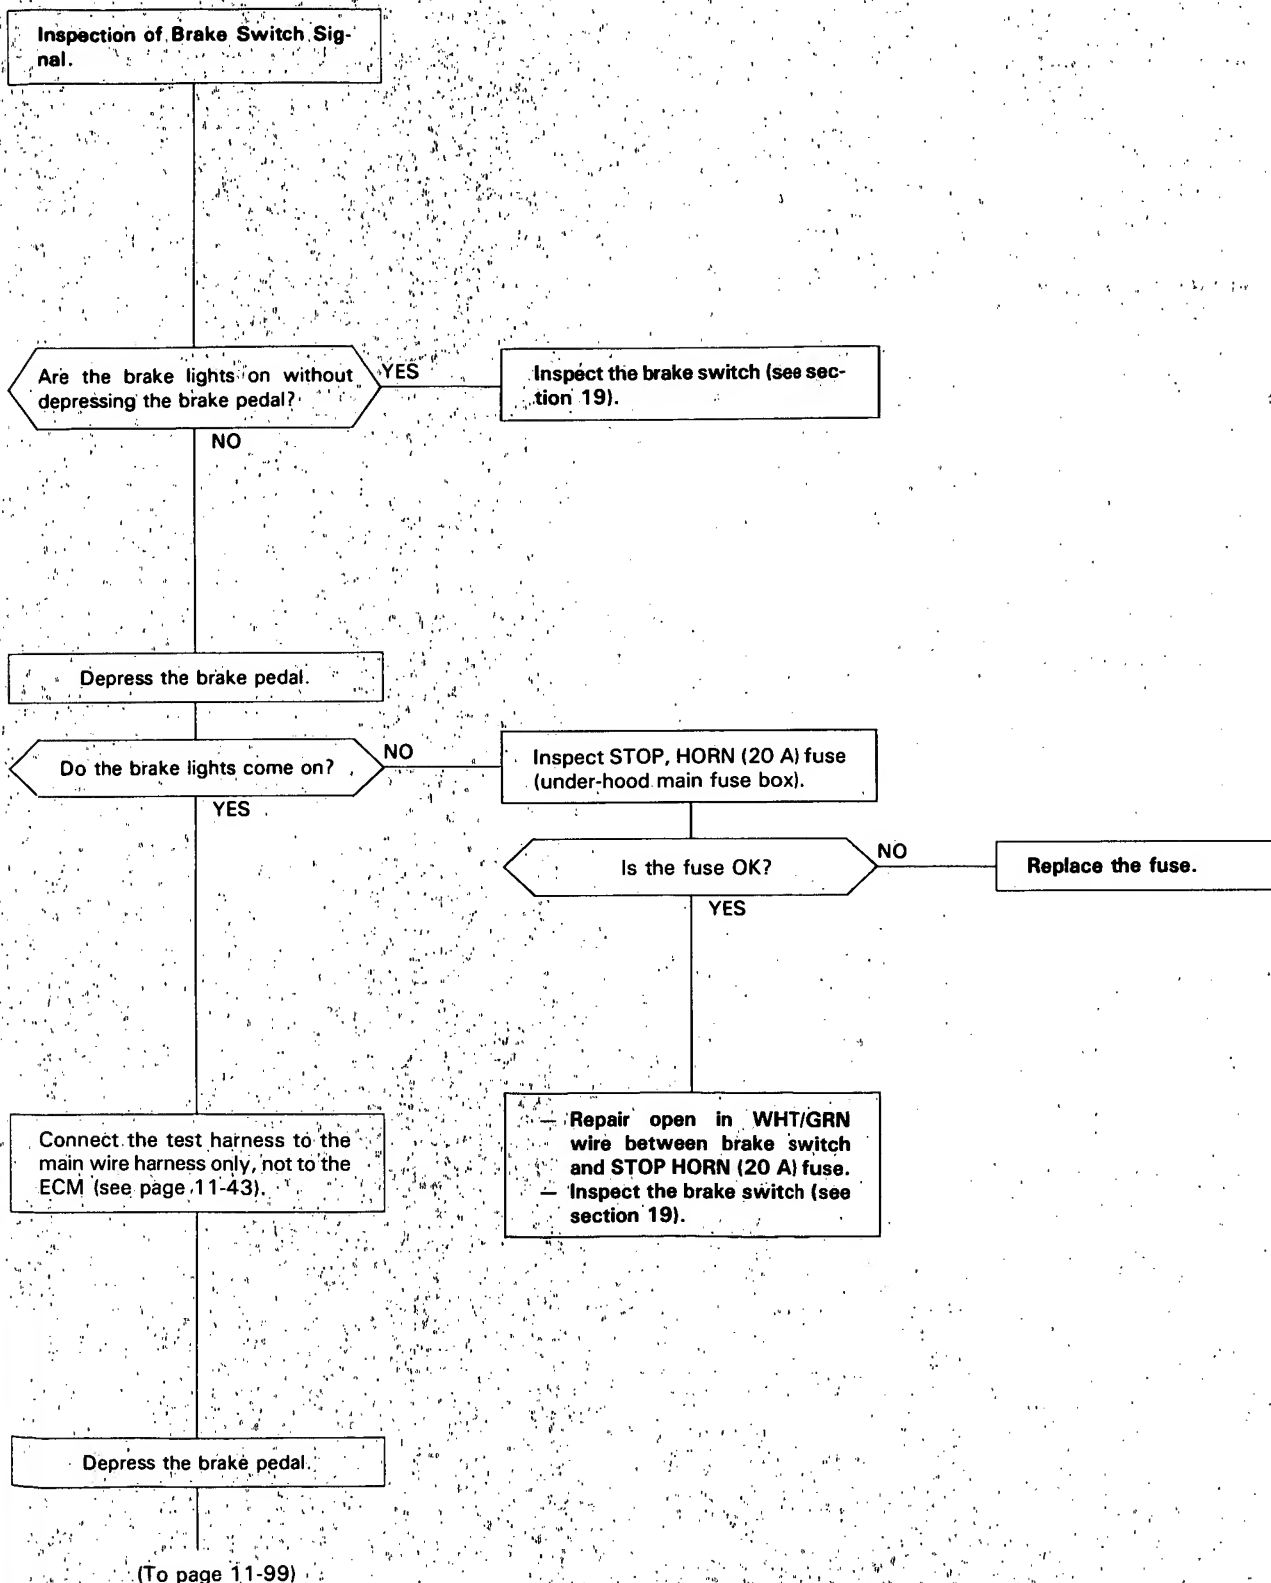 Inspection of Brake Switch Sig-
nal.
Are the brake lights on without
depressing the brake pedal?
YES
Inspect the brake switch (see sec-
tion 19).
NO
Depress the brake pedal.
Do the brake lights come on?
NO
Inspect STOP, HORN (20 A) fuse
(under-hood main fuse box).
YES
Is the fuse OK?
NO
Replace the fuse.
YES
Connect the test harness to the
main wire harness only, not to the
ECM (see page 11-43).
— Repair open in WHT/GRN
wire between brake switch
and STOP HORN (20 A) fuse.
— Inspect the brake switch (see
section 19).
Depress the brake pedal.
(To page 11-99)